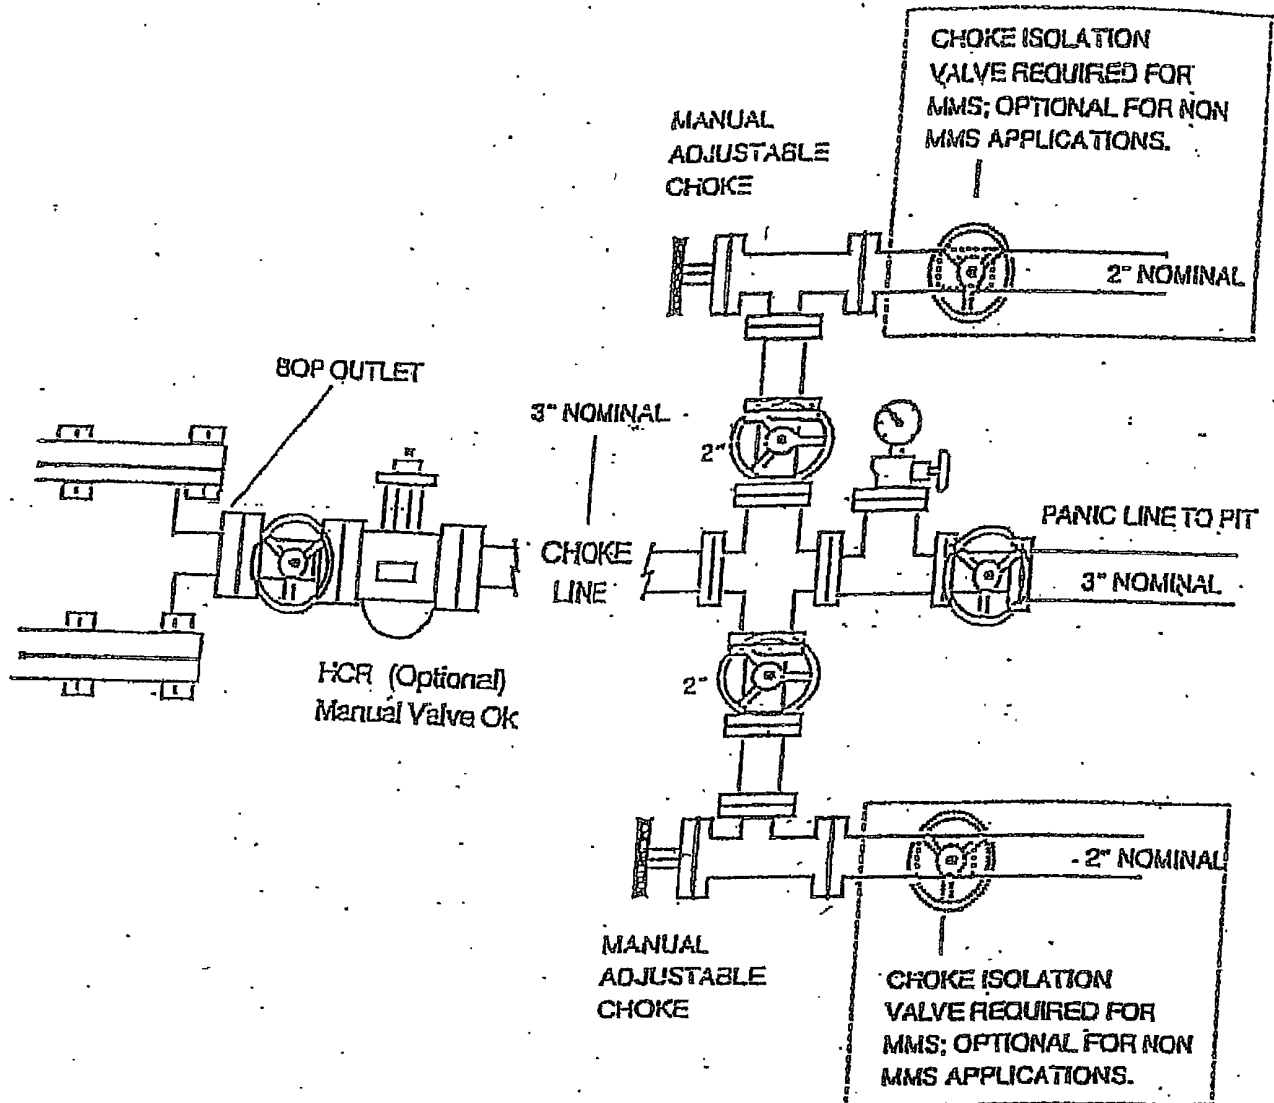 CHOKE ISOLATION
VALVE REQUIRED FOR
MMS; OPTIONAL FOR NON
MMS APPLICATIONS.
MANUAL
ADJUSTABLE
CHOKE
2" NOMINAL
BOP OUTLET
3" NOMINAL
2"
PANIC LINE TO PIT
CHOKE
LINE
3" NOMINAL
HCR (Optional)
Manual Valve Ok
2"
2" NOMINAL
MANUAL
ADJUSTABLE
CHOKE
CHOKE ISOLATION
VALVE REQUIRED FOR
MMS; OPTIONAL FOR NON
MMS APPLICATIONS.